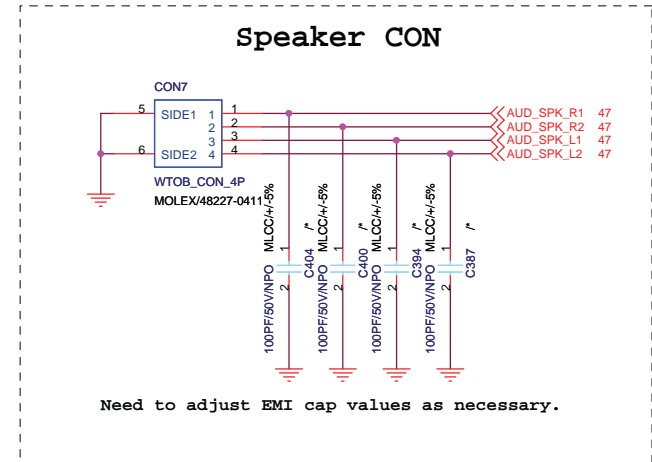 Speaker CON
CON7
5 SIDE1 1 1 AUD_SPK_R1 47
2 2 AUD_SPK_R2 47
3 3 AUD_SPK_L1 47
6 SIDE2 4 4 AUD_SPK_L2 47
WTOB_CON_4P
MOLEX/48227-0411
100PF/50V/NPO MLCC/+/-5%
1 2 C404 /*
100PF/50V/NPO MLCC/+/-5%
1 2 C400 /*
100PF/50V/NPO MLCC/+/-5%
1 2 C394 /*
100PF/50V/NPO MLCC/+/-5%
1 2 C387 /*
Need to adjust EMI cap values as necessary.